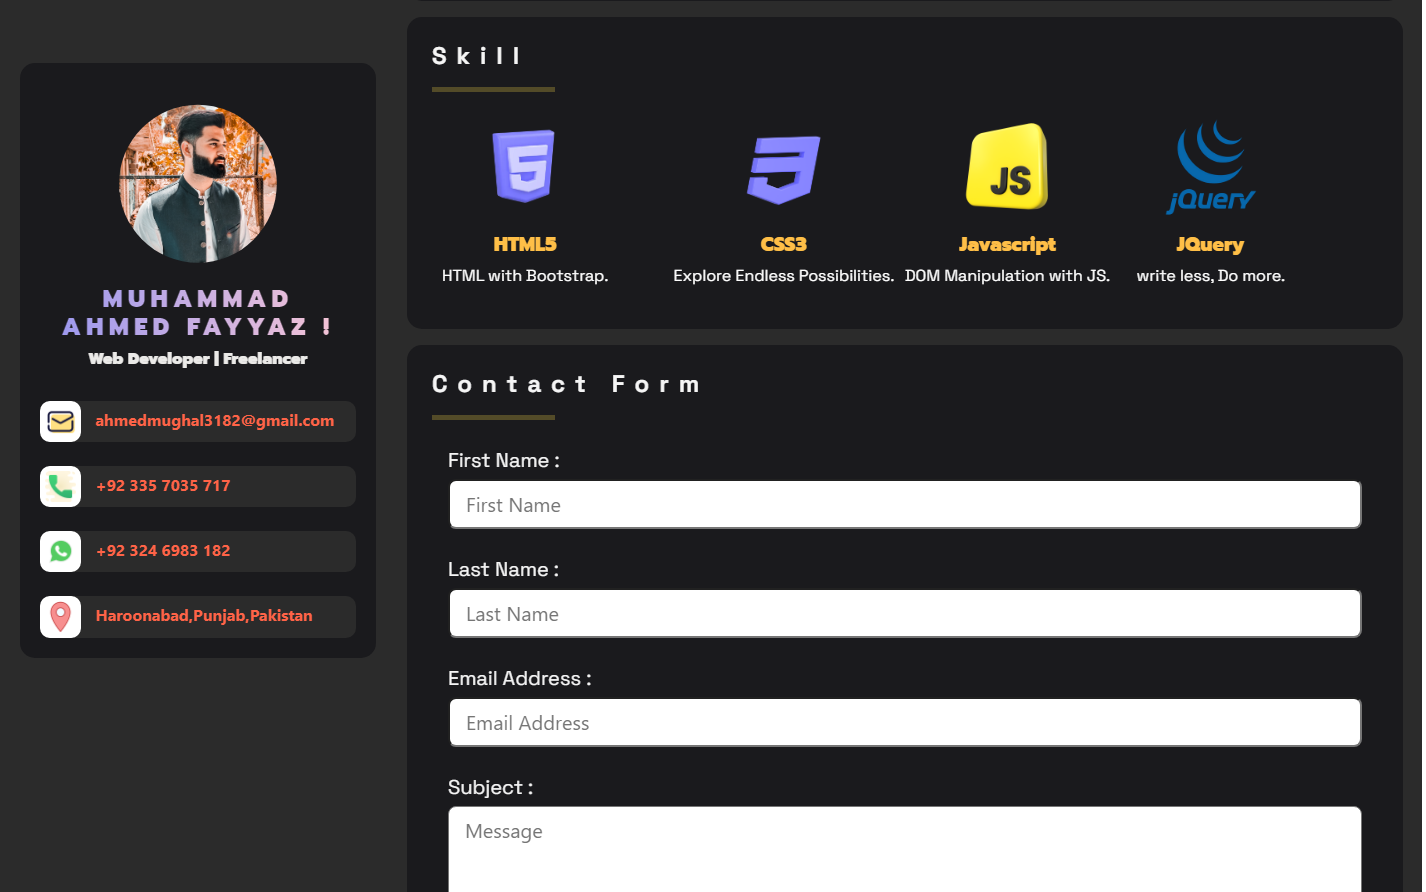 MUHAMMAD
AHMED FAYYAZ !
Web Developer | Freelancer
ahmedmughal3182@gmail.com
+92 335 7035 717
+92 324 6983 182
Haroonabad,Punjab,Pakistan
Skill
5
3
JS
jQuery
HTML5
CSS3
Javascript
JQuery
HTML with Bootstrap.
Explore Endless Possibilities.
DOM Manipulation with JS.
write less, Do more.
Contact Form
First Name :
First Name
Last Name :
Last Name
Email Address :
Email Address
Subject :
Message